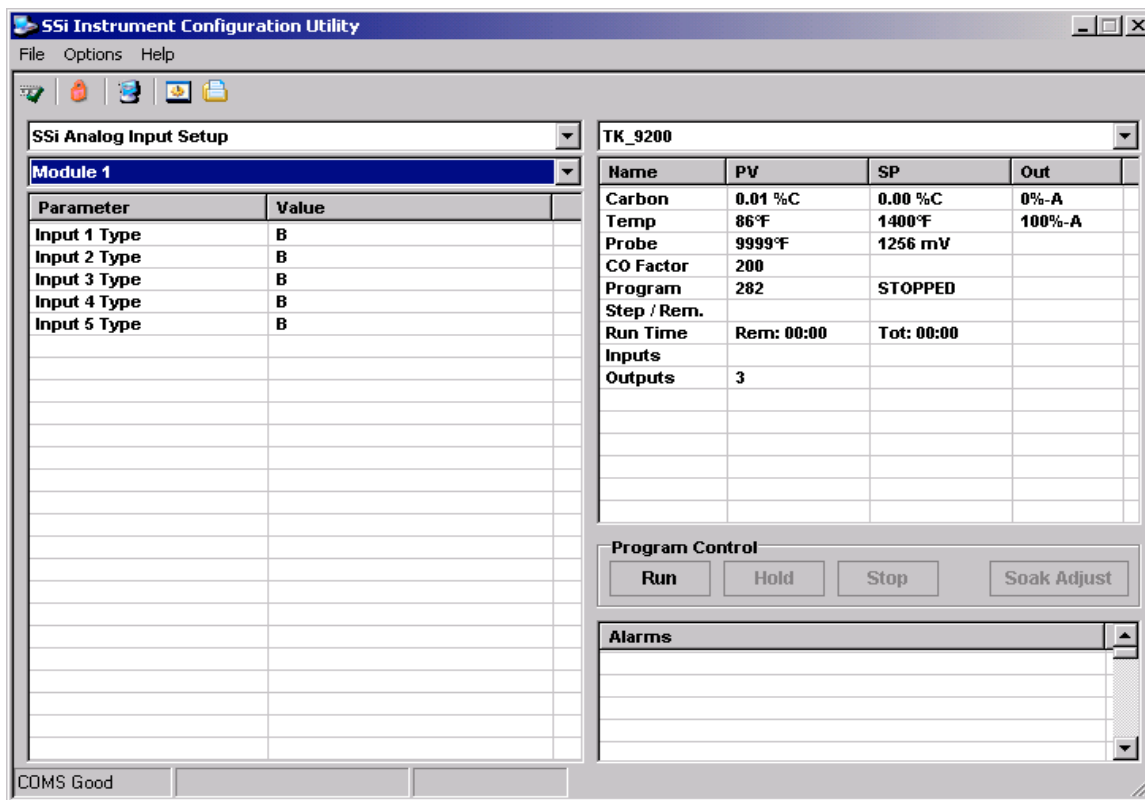 SSi Instrument Configuration Utility
File Options Help
SSi Analog Input Setup
Module 1
Parameter Value
Input 1 Type B
Input 2 Type B
Input 3 Type B
Input 4 Type B
Input 5 Type B
TK_9200
Name PV SP Out
Carbon 0.01 %C 0.00 %C 0%-A
Temp 86°F 1400°F 100%-A
Probe 9999°F 1256 mV
CO Factor 200
Program 282 STOPPED
Step / Rem.
Run Time Rem: 00:00 Tot: 00:00
Inputs
Outputs 3
Program Control
Run Hold Stop Soak Adjust
Alarms
COMS Good